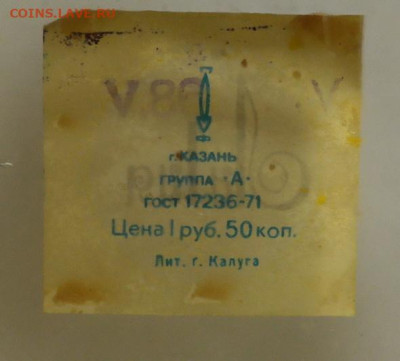 COINS.LAVE.RU
г. КАЗАНЬ
ГРУППА "А"
ГОСТ 17236-71
Цена 1 руб. 50 коп.
Лит. г. Калуга